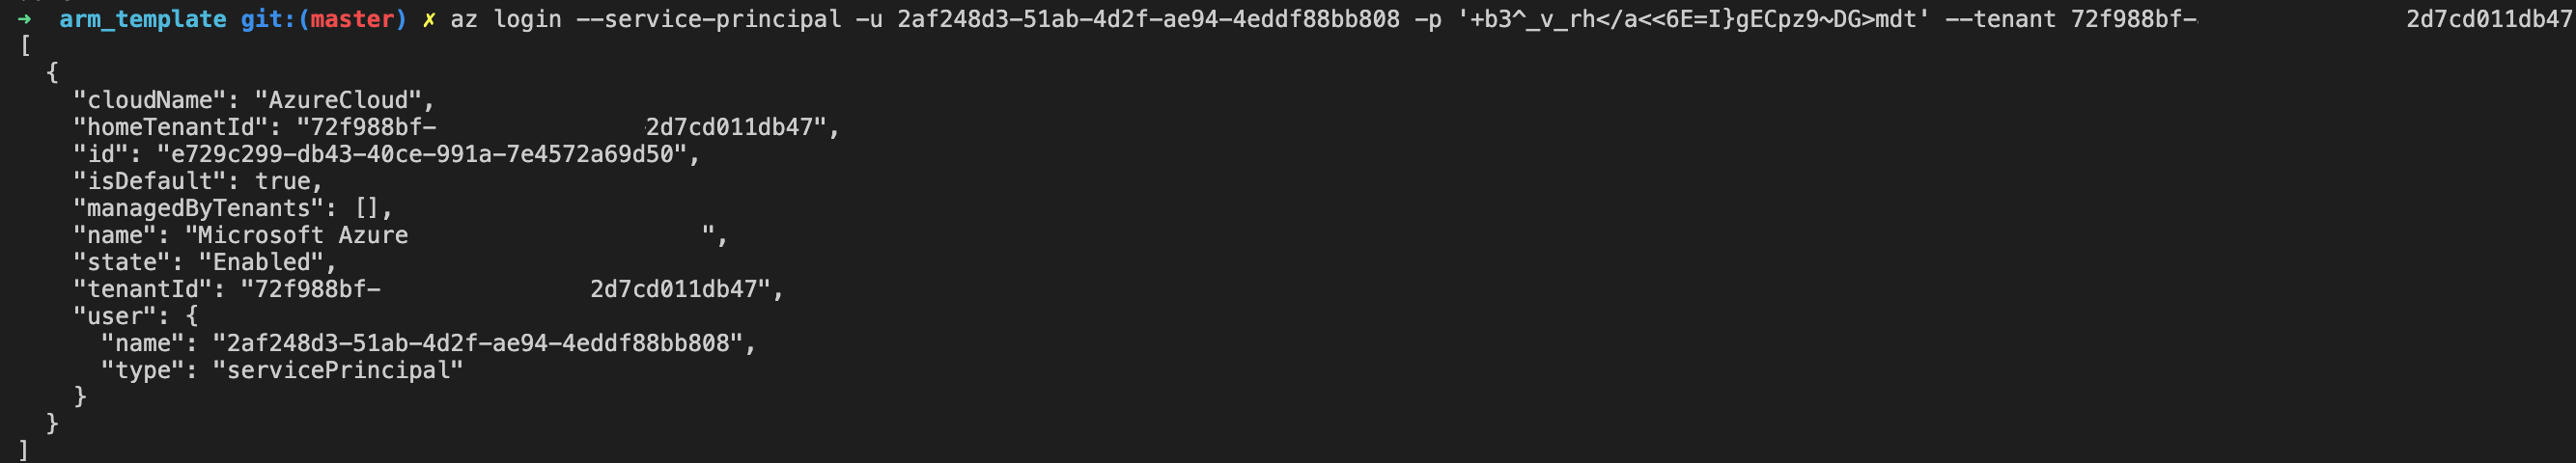 ➜  arm_template git:(master) ✗ az login --service-principal -u 2af248d3-51ab-4d2f-ae94-4eddf88bb808 -p '+b3^_v_rh</a<<6E=I}gECpz9~DG>mdt' --tenant 72f988bf- 2d7cd011db47
[
  {
    "cloudName": "AzureCloud",
    "homeTenantId": "72f988bf- 2d7cd011db47",
    "id": "e729c299-db43-40ce-991a-7e4572a69d50",
    "isDefault": true,
    "managedByTenants": [],
    "name": "Microsoft Azure ",
    "state": "Enabled",
    "tenantId": "72f988bf- 2d7cd011db47",
    "user": {
      "name": "2af248d3-51ab-4d2f-ae94-4eddf88bb808",
      "type": "servicePrincipal"
    }
  }
]